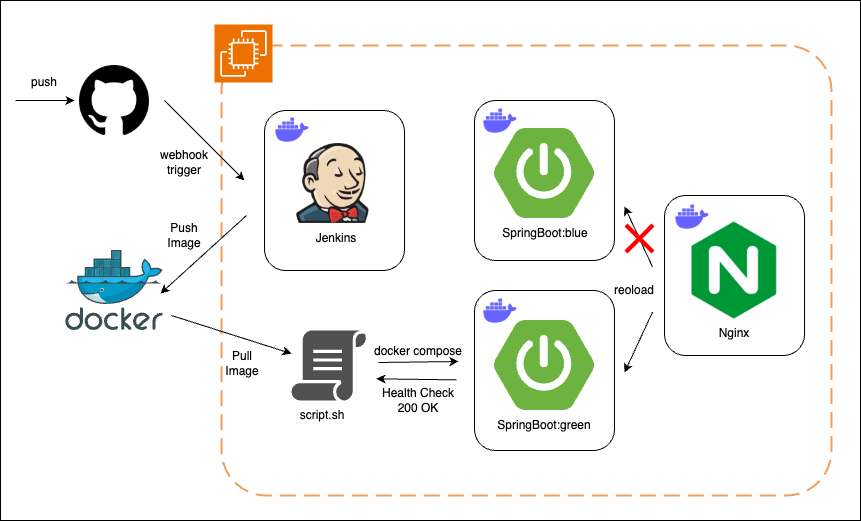 push
webhook
trigger
Jenkins
SpringBoot:blue
Push
Image
docker
reoload
N
Nginx
Pull
Image
script.sh
docker compose
Health Check
200 OK
SpringBoot:green